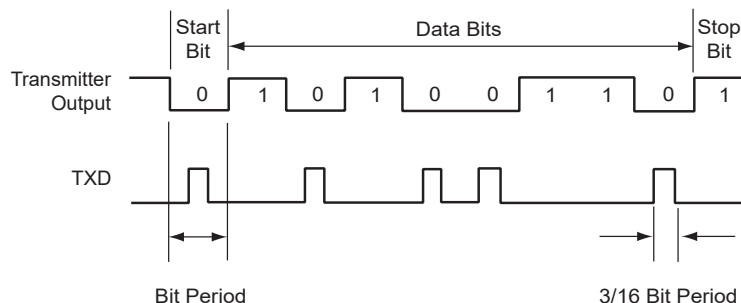 Start
Bit
Data Bits
Stop
Bit
Transmitter
Output
0 1 0 1 0 0 1 1 0 1
TXD
Bit Period
3/16 Bit Period